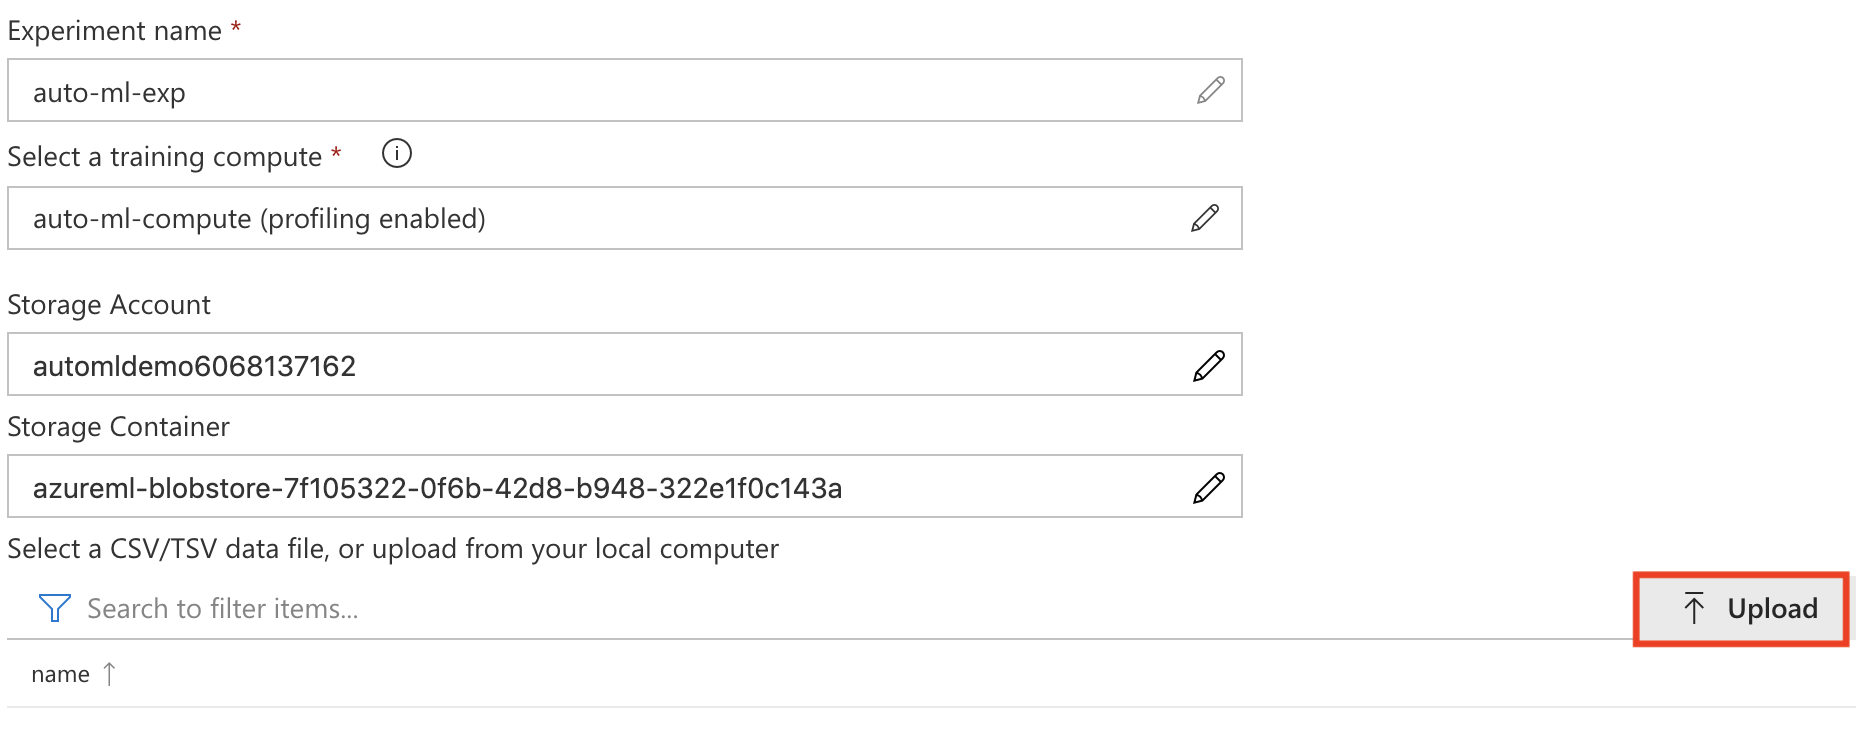 Experiment name *
auto-ml-exp
Select a training compute *
auto-ml-compute (profiling enabled)
Storage Account
automldemo6068137162
Storage Container
azureml-blobstore-7f105322-0f6b-42d8-b948-322e1f0c143a
Select a CSV/TSV data file, or upload from your local computer
Search to filter items...
Upload
name ↑